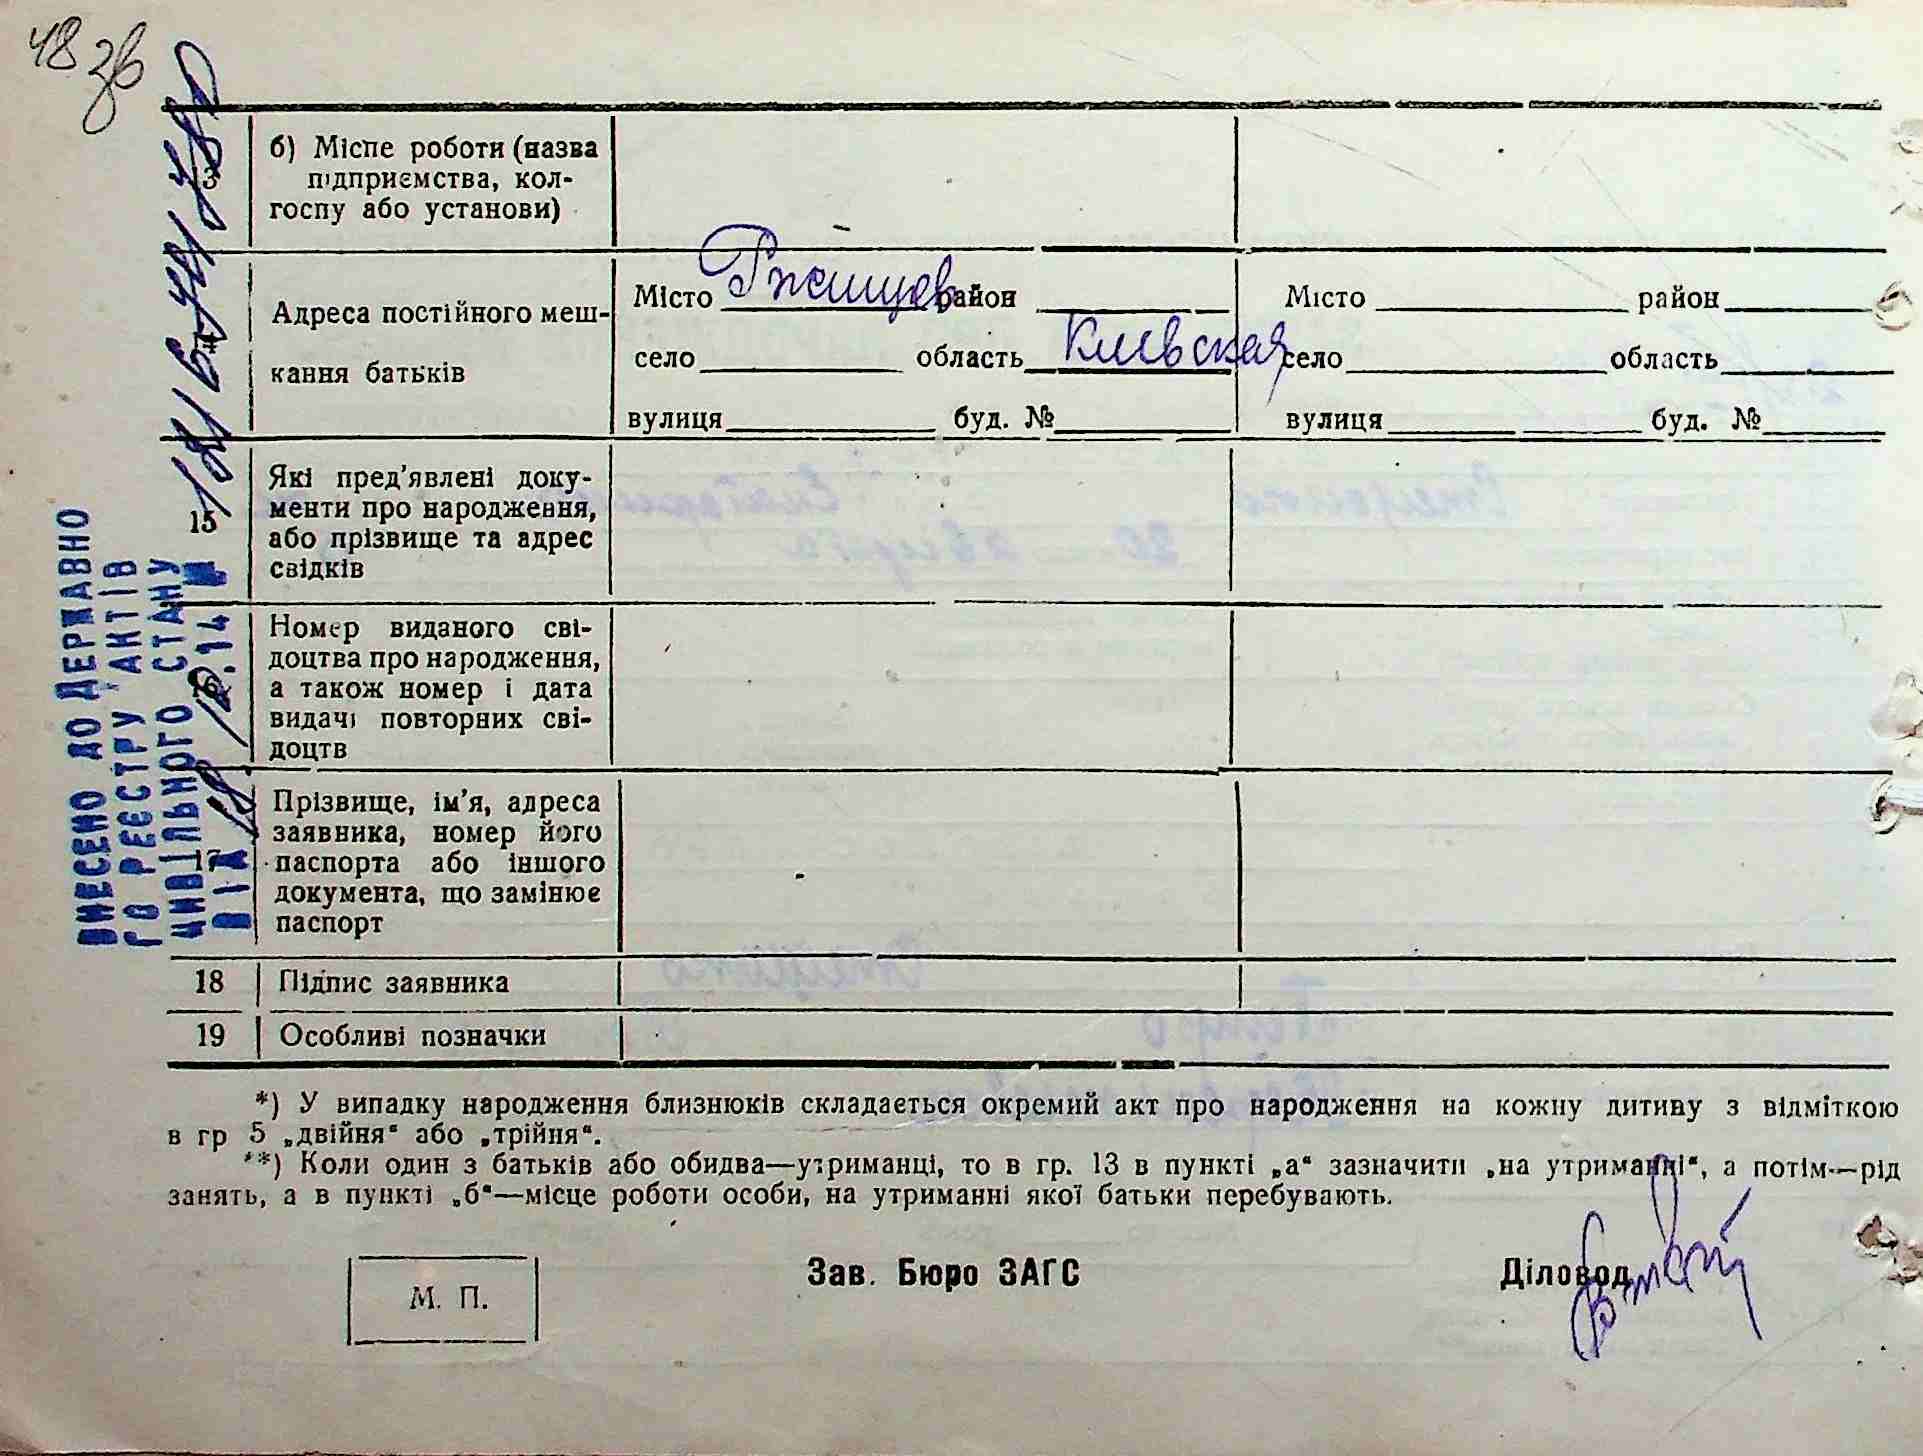 48 зв
б) Місце роботи (назва
підприємства, кол-
госпу або установи)
Адреса постійного меш-
кання батьків
Місто Ржищев район
село область Киевская
вулиця буд. №
Місто район
село область
вулиця буд. №
15
Які пред'явлені доку-
менти про народження,
або прізвище та адрес
свідків
Номер виданого сві-
доцтва про народження,
а також номер і дата
видачі повторних сві-
доцтв
17
Прізвище, ім'я, адреса
заявника, номер його
паспорта або іншого
документа, що замінює
паспорт
18 Підпис заявника
19 Особливі позначки
*) У випадку народження близнюків складається окремий акт про народження на кожну дитину з відміткою
в гр 5 „двійня" або „трійня".
**) Коли один з батьків або обидва—утриманці, то в гр. 13 в пункті „а" зазначити „на утриманні", а потім—рід
занять, а в пункті „б"—місце роботи особи, на утриманні якої батьки перебувають.
М. П.
Зав. Бюро ЗАГС
Діловод
ВНЕСЕНО ДО ДЕРЖАВНО
ГО РЕЄСТРУ АКТІВ
ЦИВІЛЬНОГО СТАНУ
ВІД